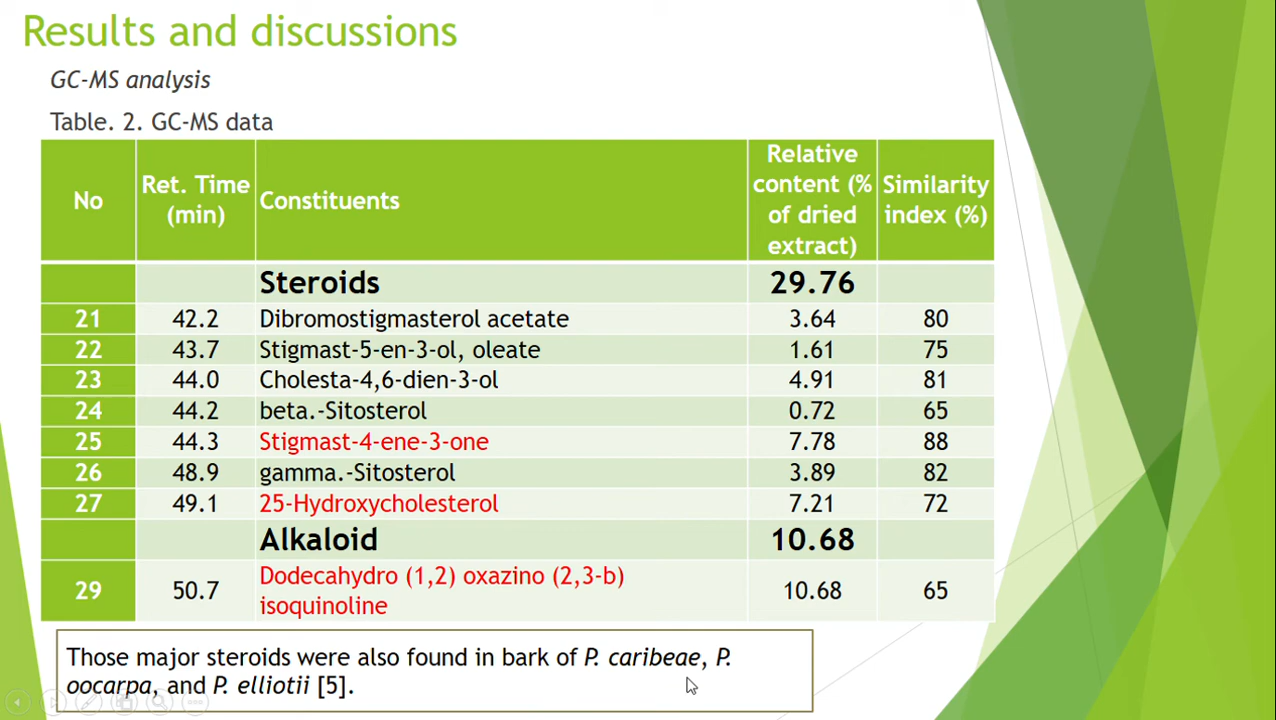 Results and discussions
GC-MS analysis
Table. 2. GC-MS data
No Ret. Time (min) Constituents Relative content (% of dried extract) Similarity index (%)
Steroids 29.76
21 42.2 Dibromostigmasterol acetate 3.64 80
22 43.7 Stigmast-5-en-3-ol, oleate 1.61 75
23 44.0 Cholesta-4,6-dien-3-ol 4.91 81
24 44.2 beta.-Sitosterol 0.72 65
25 44.3 Stigmast-4-ene-3-one 7.78 88
26 48.9 gamma.-Sitosterol 3.89 82
27 49.1 25-Hydroxycholesterol 7.21 72
Alkaloid 10.68
29 50.7 Dodecahydro (1,2) oxazino (2,3-b) isoquinoline 10.68 65
Those major steroids were also found in bark of P. caribeae, P.
oocarpa, and P. elliotii [5].